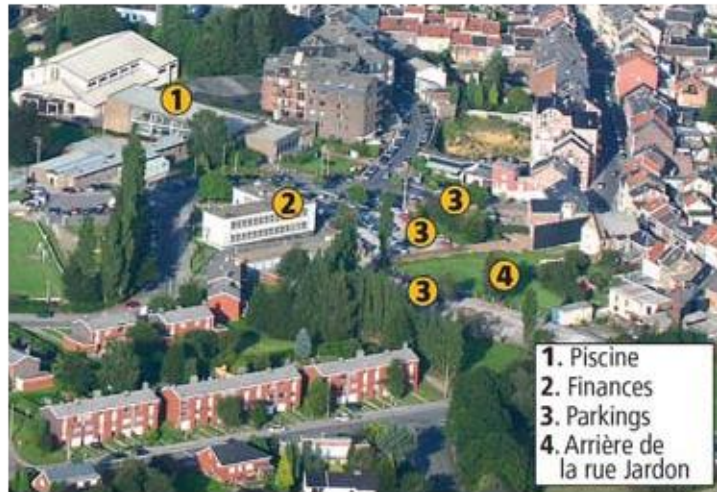 1
2
3
3
3
4
1. Piscine
2. Finances
3. Parkings
4. Arrière de
la rue Jardon